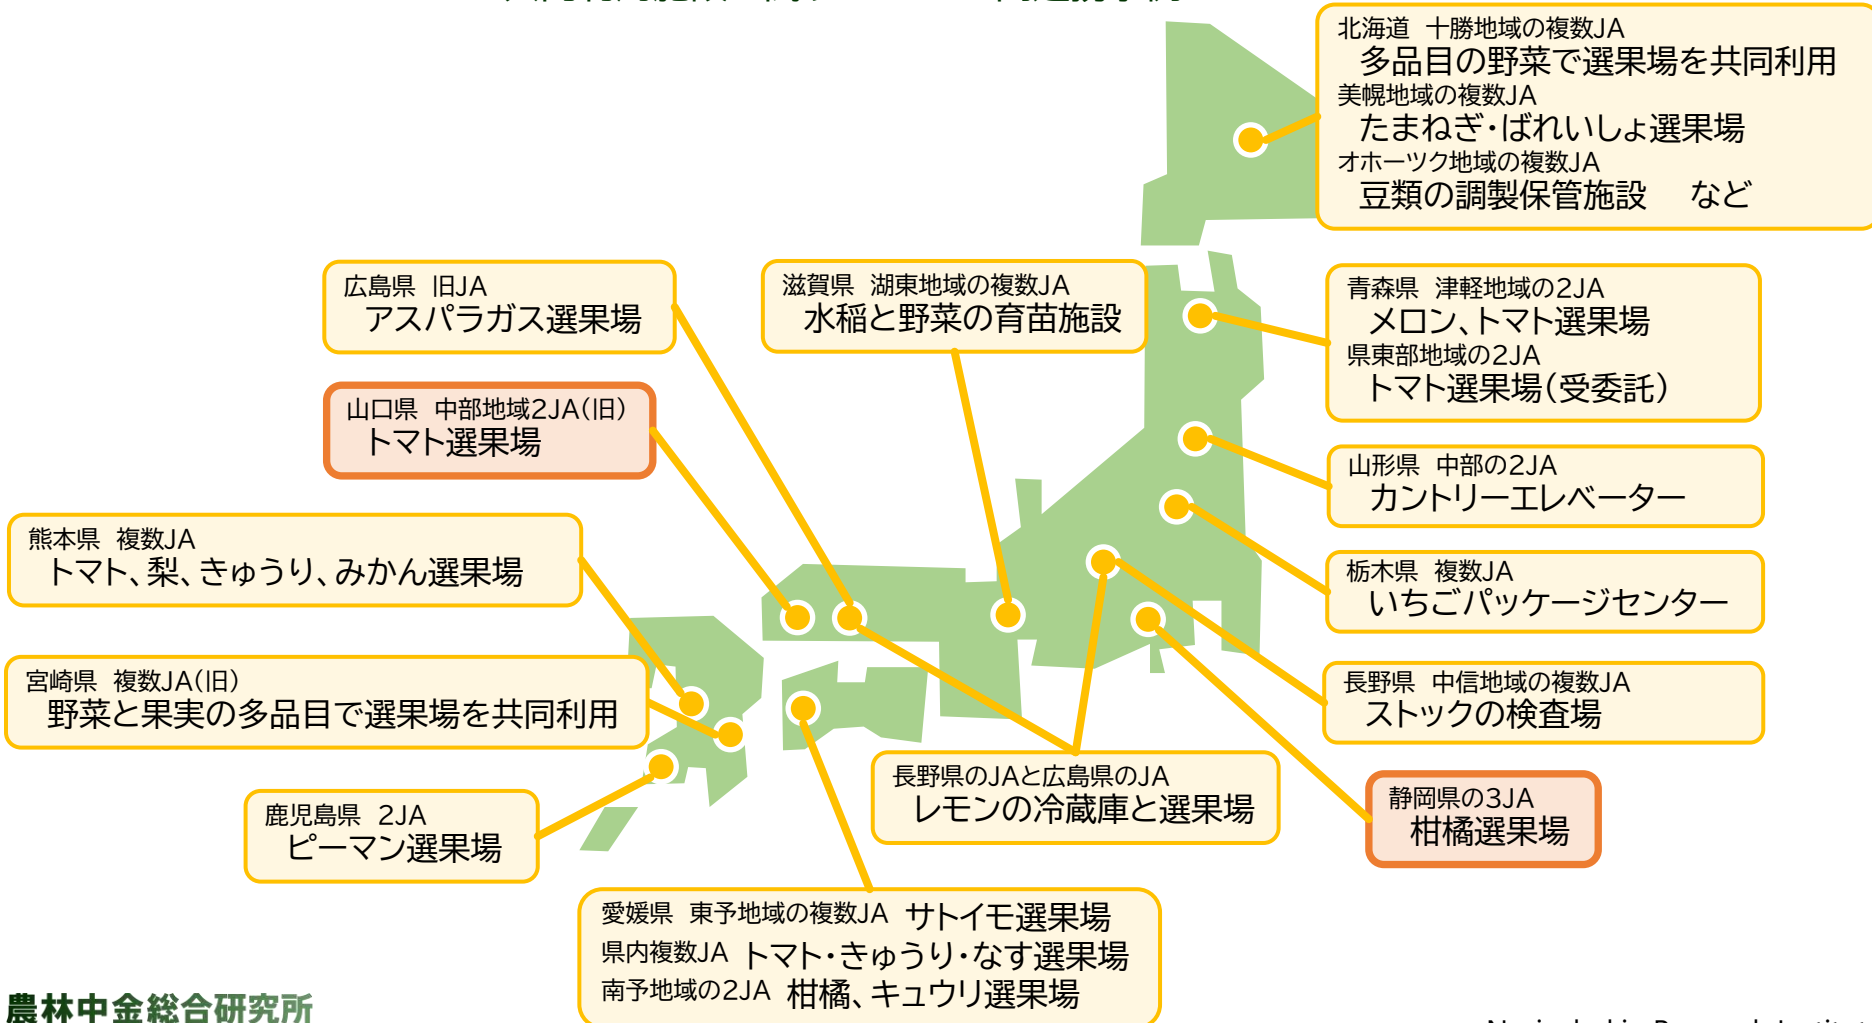 北海道 十勝地域の複数JA
多品目の野菜で選果場を共同利用
美幌地域の複数JA
たまねぎ・ばれいしょ選果場
オホーツク地域の複数JA
豆類の調製保管施設 など
広島県 旧JA
アスパラガス選果場
滋賀県 湖東地域の複数JA
水稲と野菜の育苗施設
青森県 津軽地域の2JA
メロン、トマト選果場
県東部地域の2JA
トマト選果場(受委託)
山口県 中部地域2JA(旧)
トマト選果場
山形県 中部の2JA
カントリーエレベーター
熊本県 複数JA
トマト、梨、きゅうり、みかん選果場
栃木県 複数JA
いちごパッケージセンター
宮崎県 複数JA(旧)
野菜と果実の多品目で選果場を共同利用
長野県 中信地域の複数JA
ストックの検査場
長野県のJAと広島県のJA
レモンの冷蔵庫と選果場
静岡県の3JA
柑橘選果場
鹿児島県 2JA
ピーマン選果場
愛媛県 東予地域の複数JA サトイモ選果場
県内複数JA トマト・きゅうり・なす選果場
南予地域の2JA 柑橘、キュウリ選果場
農林中金総合研究所